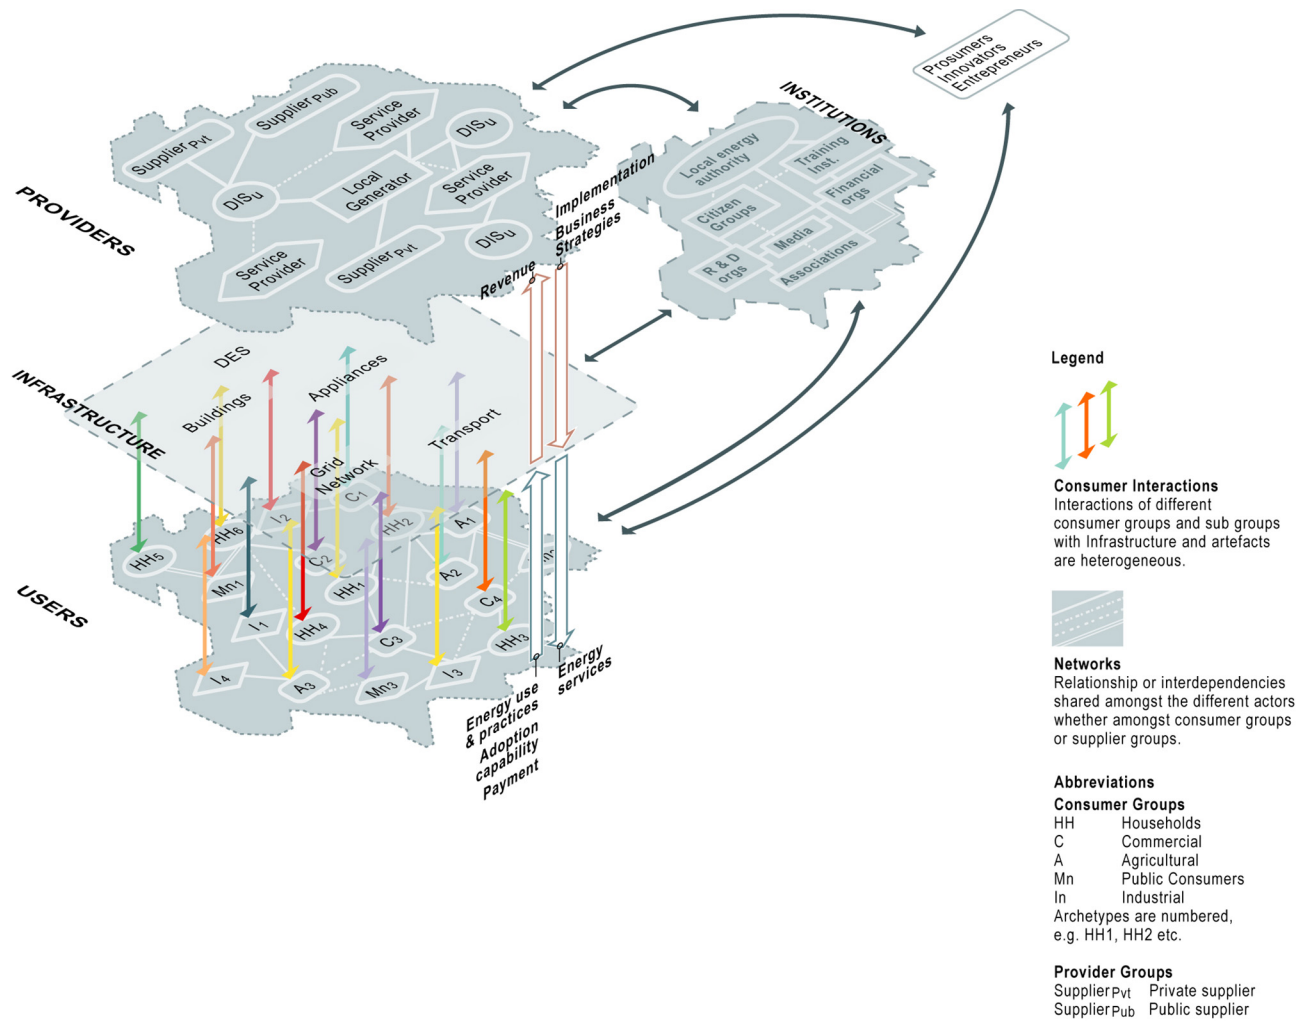 Prosumers
Innovators
Entrepreneurs
INSTITUTIONS
Local energy
authority
Training
Inst.
Financial
orgs
Citizen
Groups
Media
R & D
orgs
Associations
PROVIDERS
Supplier Pub
Supplier Pvt
Service
Provider
DISu
DISu
Local
Generator
Service
Provider
DISu
Service
Provider
Supplier Pvt
Implementation
Business
Strategies
Revenue
INFRASTRUCTURE
DES
Buildings
Appliances
Transport
Grid
Network
USERS
C1
I2
HH6
HH2
A1
HH5
C2
Mn1
HH1
A2
C4
I1
HH4
C3
HH3
I4
A3
Mn3
I3
Energy use
& practices
Adoption
capability
Payment
Energy
services
Legend
Consumer Interactions
Interactions of different
consumer groups and sub groups
with Infrastructure and artefacts
are heterogeneous.
Networks
Relationship or interdependencies
shared amongst the different actors
whether amongst consumer groups
or supplier groups.
Abbreviations
Consumer Groups
HH Households
C Commercial
A Agricultural
Mn Public Consumers
In Industrial
Archetypes are numbered,
e.g. HH1, HH2 etc.
Provider Groups
Supplier Pvt Private supplier
Supplier Pub Public supplier